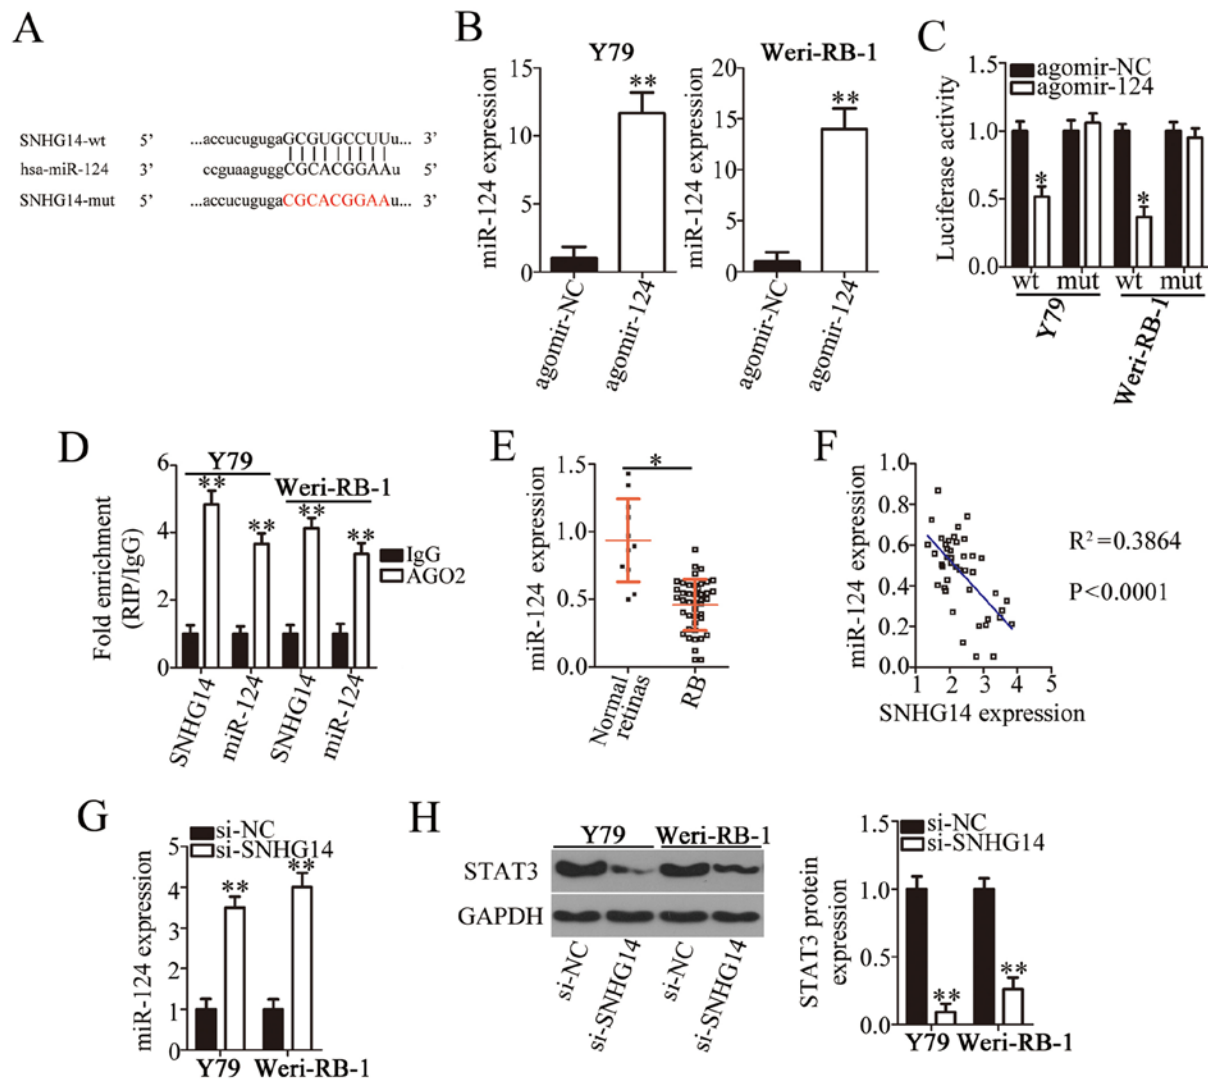 A
SNHG14-wt 5’ ...accucugugaGCGUGCCUUu... 3’
hsa-miR-124 3’ ccguaaguggCGCACGGAAu 5’
SNHG14-mut 5’ ...accucugugaCGCACGGAAu... 3’
B
Y79
miR-124 expression
15
10
5
0
**
agomir-NC
agomir-124
Weri-RB-1
miR-124 expression
20
15
10
5
0
**
agomir-NC
agomir-124
C
agomir-NC
agomir-124
Luciferase activity
1.5
1.0
0.5
0.0
*
*
wt mut wt mut
Y79
Weri-RB-1
D
Fold enrichment
(RIP/IgG)
6
4
2
0
Y79
Weri-RB-1
**
**
**
**
IgG
AGO2
SNHG14
miR-124
SNHG14
miR-124
E
miR-124 expression
1.5
1.0
0.5
0.0
*
Normal
retinas
RB
F
miR-124 expression
1.0
0.8
0.6
0.4
0.2
0.0
1 2 3 4 5
SNHG14 expression
R²=0.3864
P<0.0001
G
si-NC
si-SNHG14
miR-124 expression
5
4
3
2
1
0
**
**
Y79 Weri-RB-1
H
Y79 Weri-RB-1
STAT3
GAPDH
si-NC
si-SNHG14
si-NC
si-SNHG14
STAT3 protein
expression
1.5
1.0
0.5
0.0
si-NC
si-SNHG14
**
**
Y79 Weri-RB-1